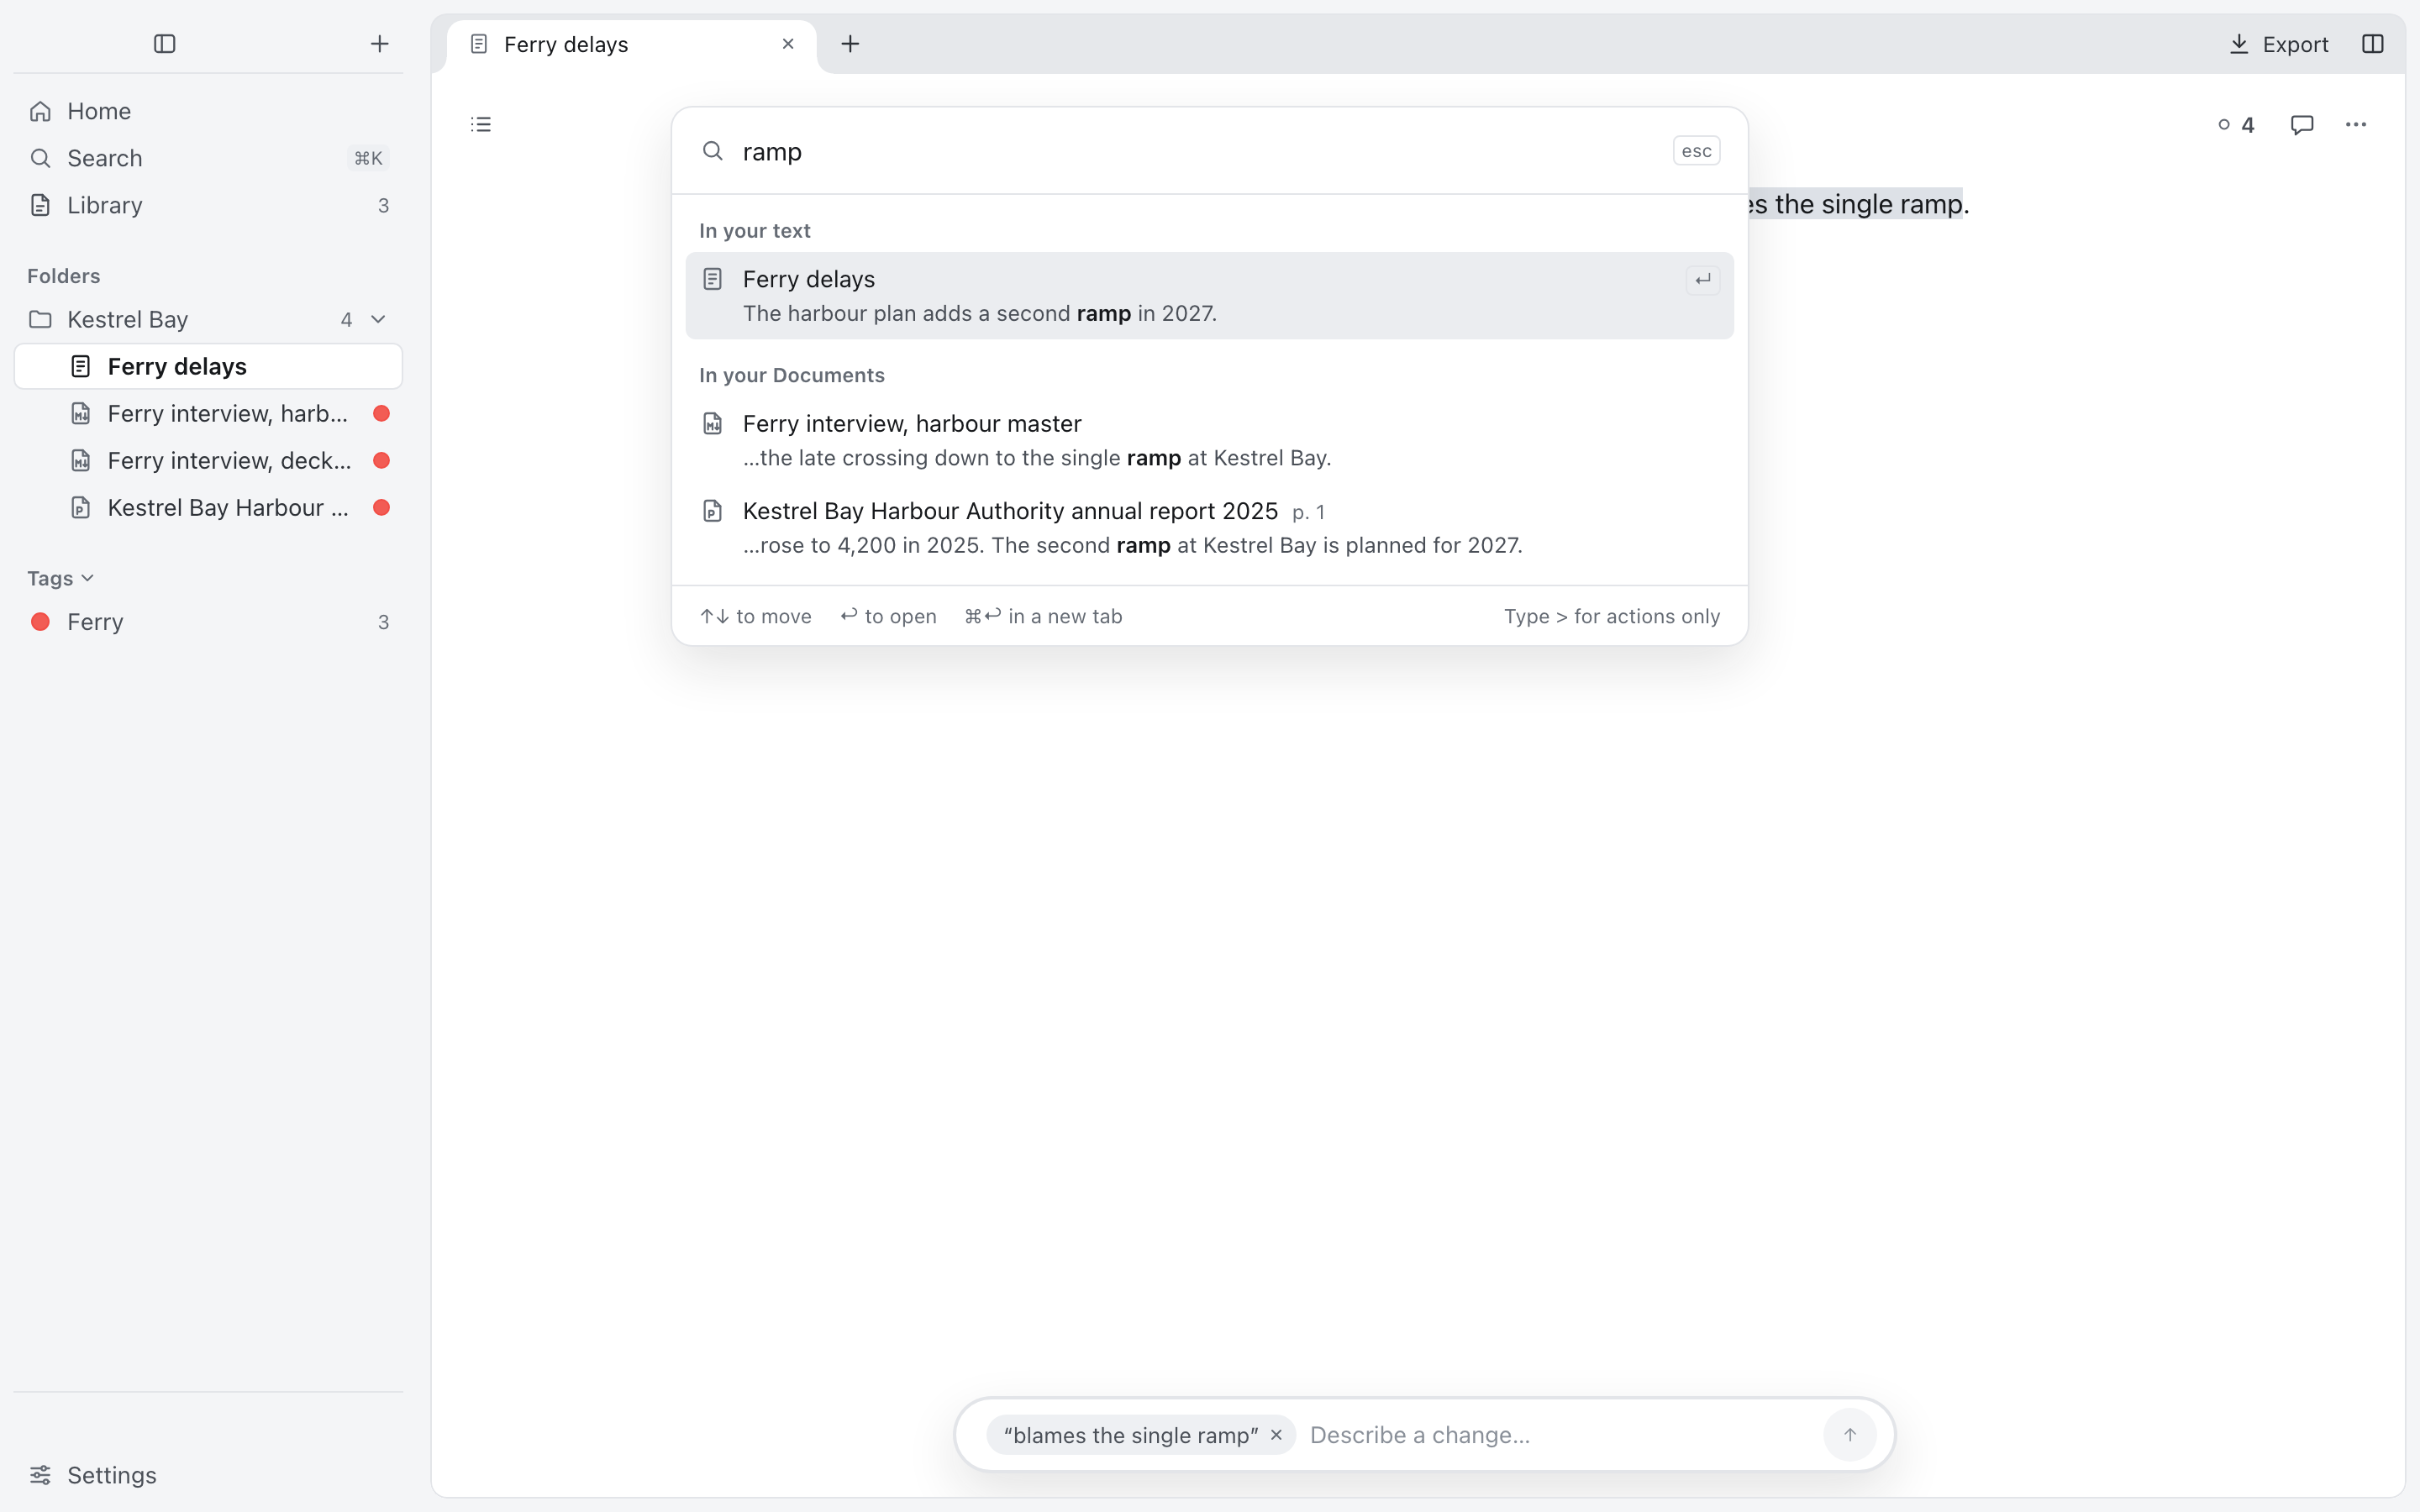 Home
Search ⌘K
Library 3
Folders
Kestrel Bay 4
Ferry delays
Ferry interview, harb...
Ferry interview, deck...
Kestrel Bay Harbour ...
Tags
Ferry 3
Settings
Ferry delays
Export
4
es the single ramp.
ramp esc
In your text
Ferry delays
The harbour plan adds a second ramp in 2027.
In your Documents
Ferry interview, harbour master
...the late crossing down to the single ramp at Kestrel Bay.
Kestrel Bay Harbour Authority annual report 2025 p. 1
...rose to 4,200 in 2025. The second ramp at Kestrel Bay is planned for 2027.
↑↓ to move ↩ to open ⌘↩ in a new tab Type > for actions only
“blames the single ramp” × Describe a change...